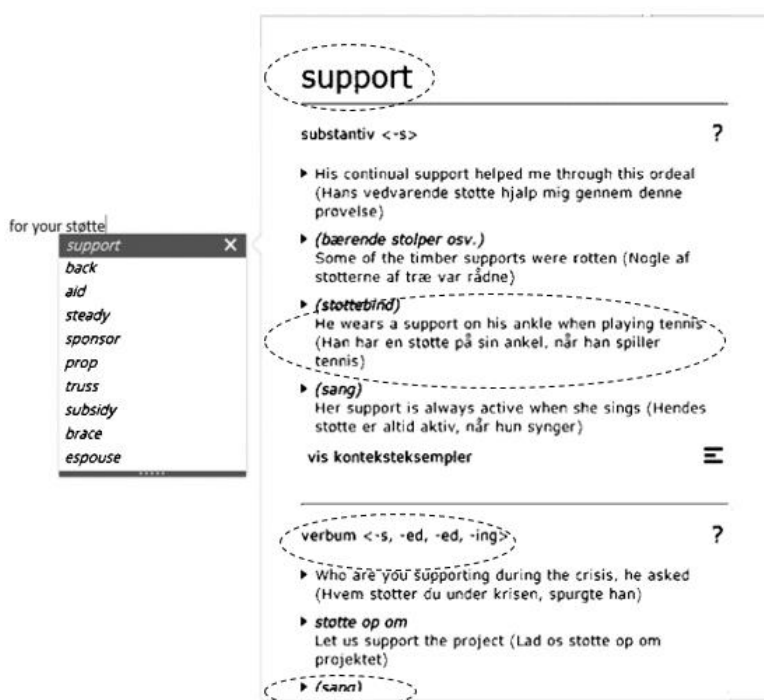 support
substantiv <-s> ?
▸ His continual support helped me through this ordeal
(Hans vedvarende støtte hjalp mig gennem denne
prøvelse)
▸ (bærende stolper osv.)
Some of the timber supports were rotten (Nogle af
støtterne af træ var rådne)
▸ (støttebind)
He wears a support on his ankle when playing tennis
(Han har en støtte på sin ankel, når han spiller
tennis)
▸ (sang)
Her support is always active when she sings (Hendes
støtte er altid aktiv, når hun synger)
vis konteksteksempler
verbum <-s, -ed, -ed, -ing> ?
▸ Who are you supporting during the crisis, he asked
(Hvem støtter du under krisen, spurgte han)
▸ støtte op om
Let us support the project (Lad os støtte op om
projektet)
▸ (sang)
for your støtte
support X
back
aid
steady
sponsor
prop
truss
subsidy
brace
espouse